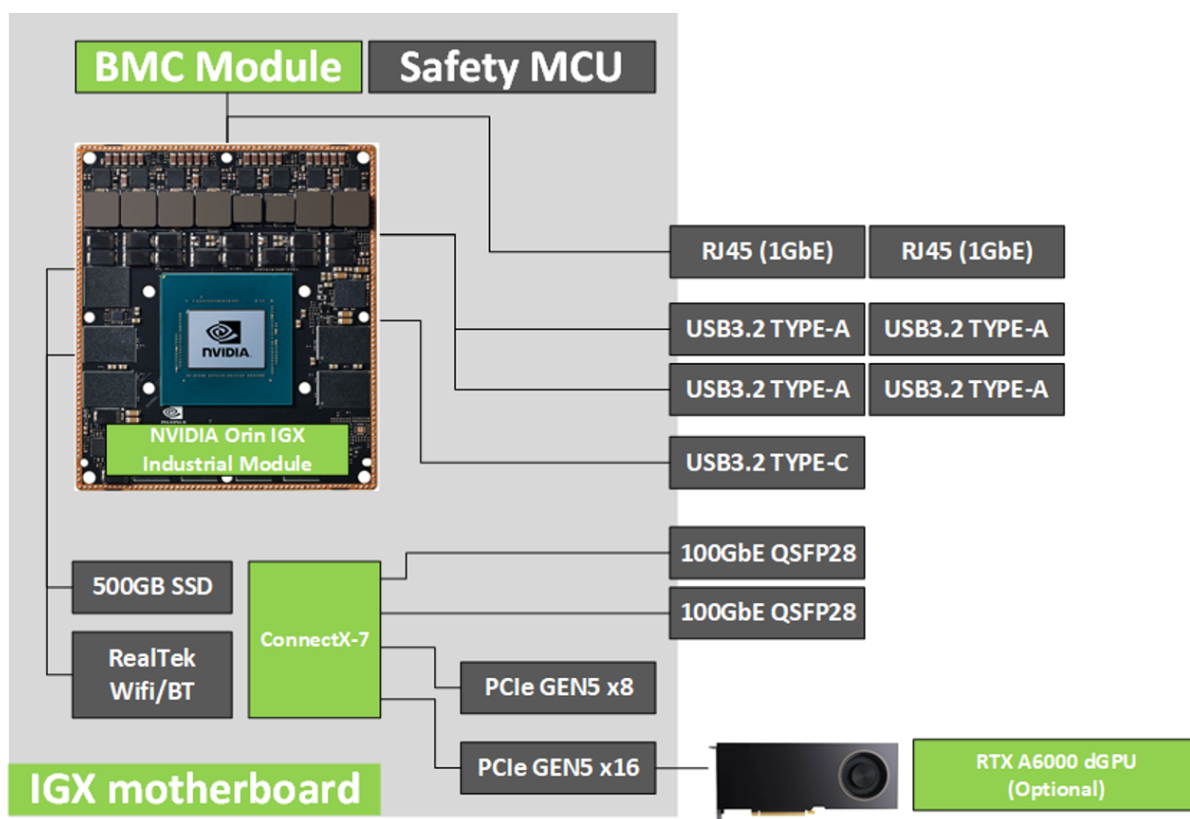 BMC Module
Safety MCU
RJ45 (1GbE)
RJ45 (1GbE)
USB3.2 TYPE-A
USB3.2 TYPE-A
USB3.2 TYPE-A
USB3.2 TYPE-A
USB3.2 TYPE-C
NVIDIA
NVIDIA Orin IGX
Industrial Module
500GB SSD
RealTek
Wifi/BT
ConnectX-7
100GbE QSFP28
100GbE QSFP28
PCIe GEN5 x8
PCIe GEN5 x16
RTX A6000 dGPU
(Optional)
IGX motherboard